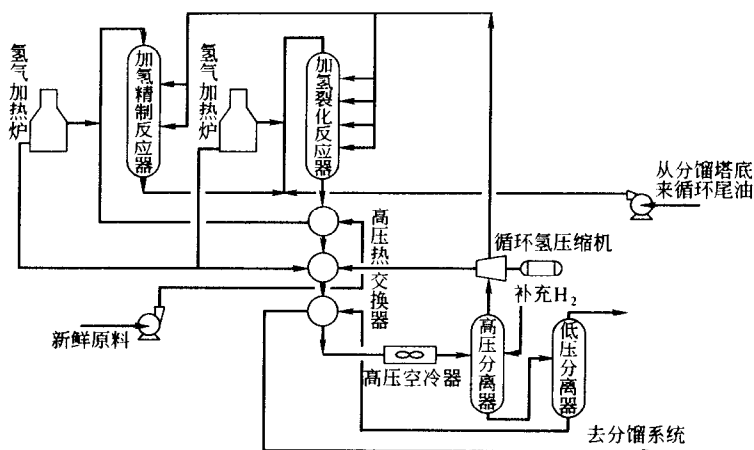 氢气加热炉
加氢精制反应器
氢气加热炉
加氢裂化反应器
从分馏塔底
来循环尾油
高压热交换器
循环氢压缩机
补充H₂
新鲜原料
高压空冷器
高压分离器
低压分离器
去分馏系统